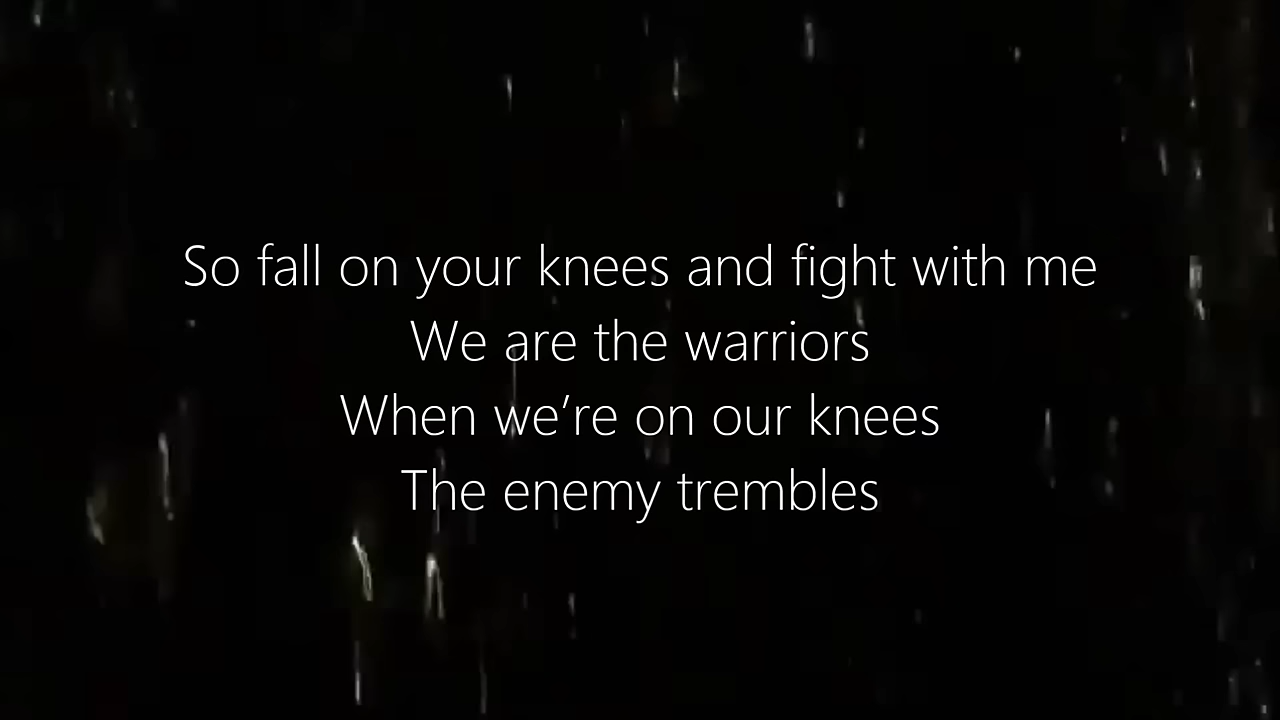 So fall on your knees and fight with me
We are the warriors
When we’re on our knees
The enemy trembles